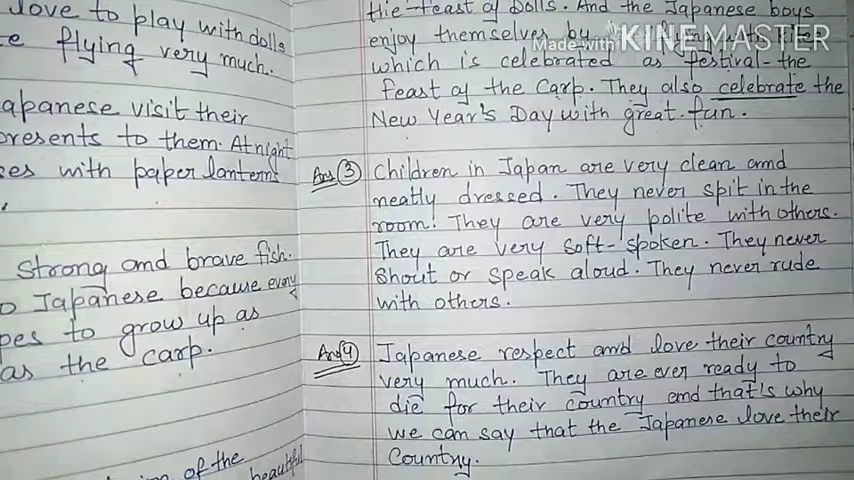 love to play with dolls
flying very much.
apanese visit their
presents to them. At night
es with paper lanterns
Strong and brave fish.
o Japanese because every
pes to grow up as
as the carp.
of the
beautiful
the feast of Dolls. And the Japanese boys
enjoy themselves by
which is celebrated as festival-the
feast of the Carp. They also celebrate the
New Year's Day with great fun.
Ans 3 Children in Japan are very clean and
neatly dressed. They never spit in the
room. They are very polite with others.
They are very soft-spoken. They never
shout or speak aloud. They never rude
with others.
Ans 4 Japanese respect and love their country
very much. They are ever ready to
die for their country and that's why
we can say that the Japanese love their
Country.
Made with KINEMASTER